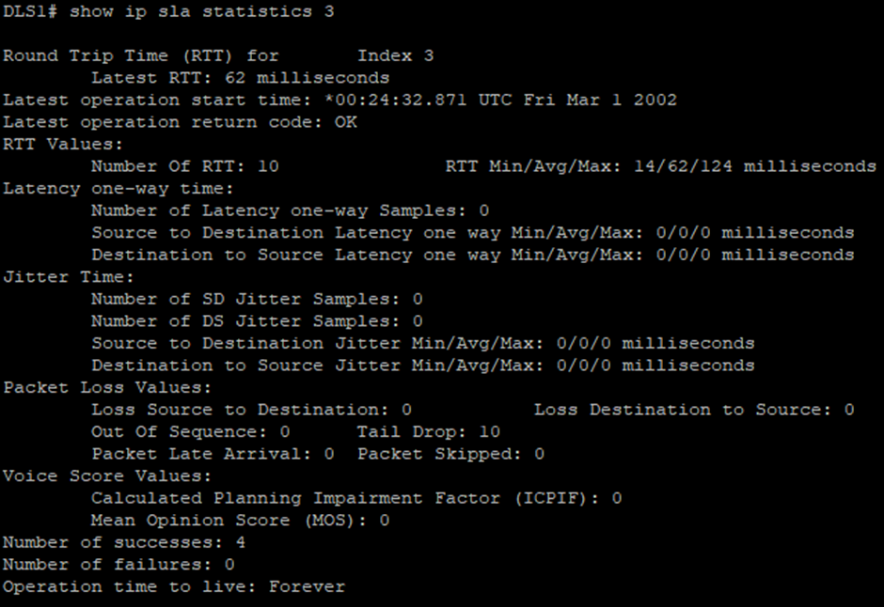 DLS1# show ip sla statistics 3
Round Trip Time (RTT) for Index 3
Latest RTT: 62 milliseconds
Latest operation start time: *00:24:32.871 UTC Fri Mar 1 2002
Latest operation return code: OK
RTT Values:
Number Of RTT: 10 RTT Min/Avg/Max: 14/62/124 milliseconds
Latency one-way time:
Number of Latency one-way Samples: 0
Source to Destination Latency one way Min/Avg/Max: 0/0/0 milliseconds
Destination to Source Latency one way Min/Avg/Max: 0/0/0 milliseconds
Jitter Time:
Number of SD Jitter Samples: 0
Number of DS Jitter Samples: 0
Source to Destination Jitter Min/Avg/Max: 0/0/0 milliseconds
Destination to Source Jitter Min/Avg/Max: 0/0/0 milliseconds
Packet Loss Values:
Loss Source to Destination: 0 Loss Destination to Source: 0
Out Of Sequence: 0 Tail Drop: 10
Packet Late Arrival: 0 Packet Skipped: 0
Voice Score Values:
Calculated Planning Impairment Factor (ICPIF): 0
Mean Opinion Score (MOS): 0
Number of successes: 4
Number of failures: 0
Operation time to live: Forever